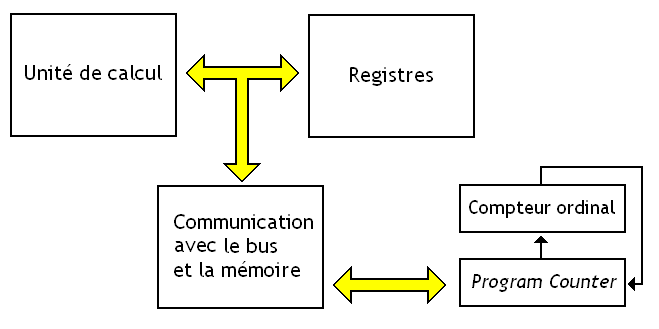 Unité de calcul
Registres
Communication
avec le bus
et la mémoire
Compteur ordinal
Program Counter